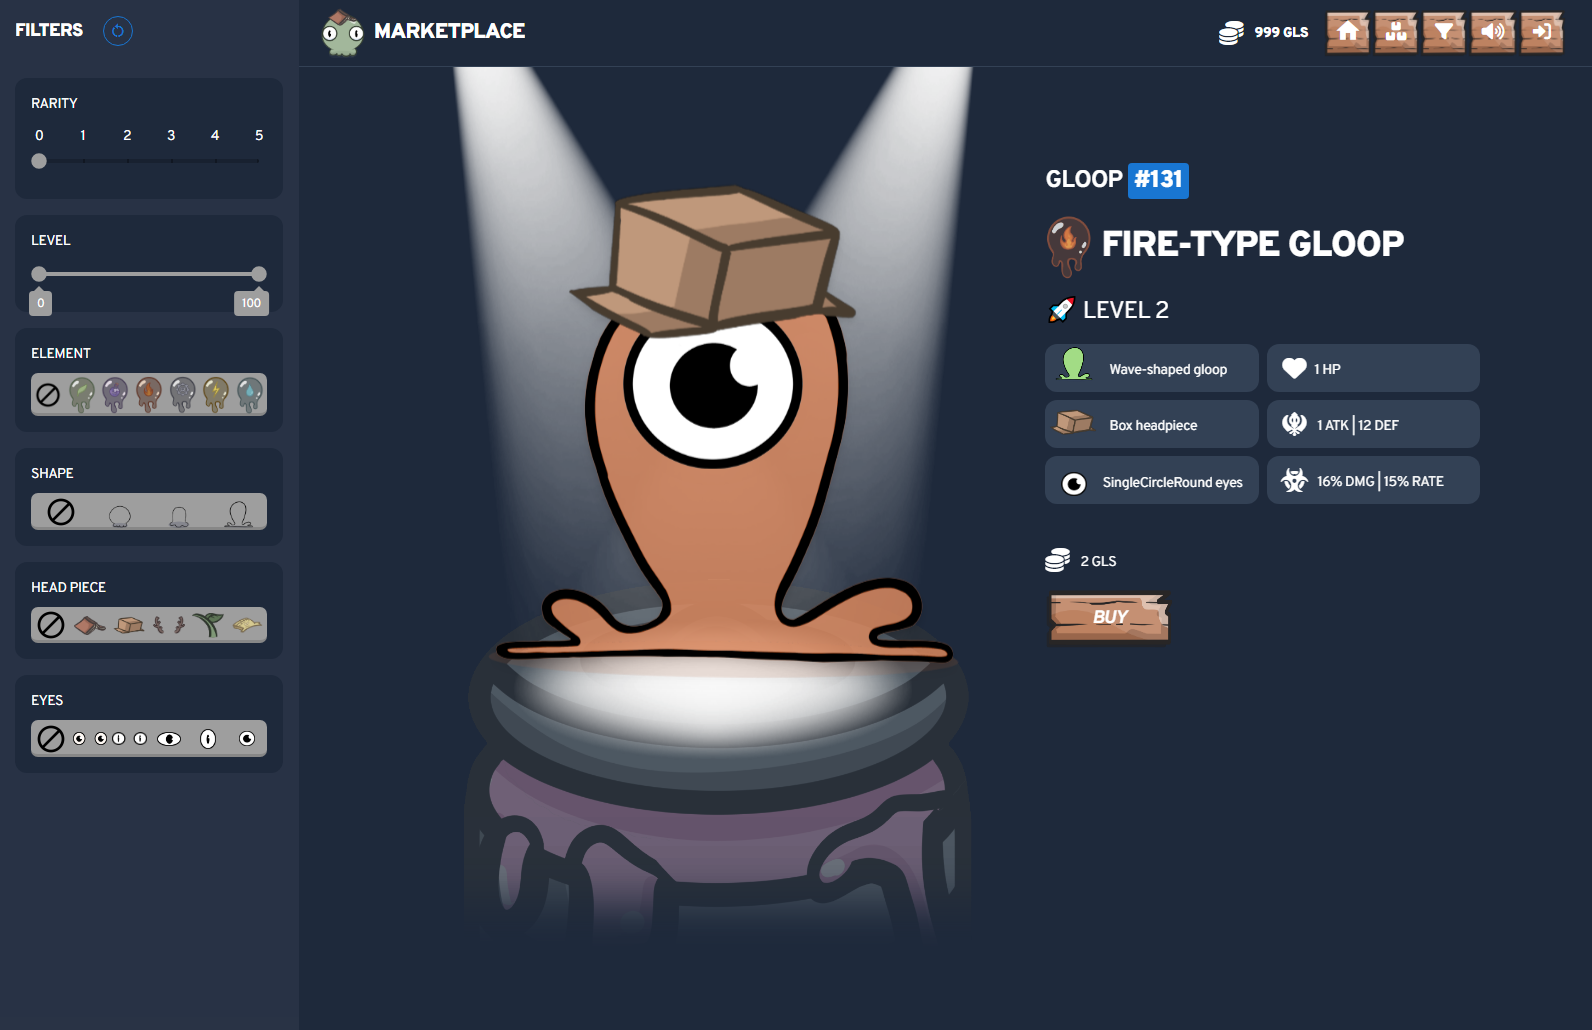 FILTERS
MARKETPLACE
999 GLS
RARITY
0 1 2 3 4 5
LEVEL
0 100
ELEMENT
SHAPE
HEAD PIECE
EYES
GLOOP #131
FIRE-TYPE GLOOP
LEVEL 2
Wave-shaped gloop
1 HP
Box headpiece
1 ATK | 12 DEF
SingleCircleRound eyes
16% DMG | 15% RATE
2 GLS
BUY